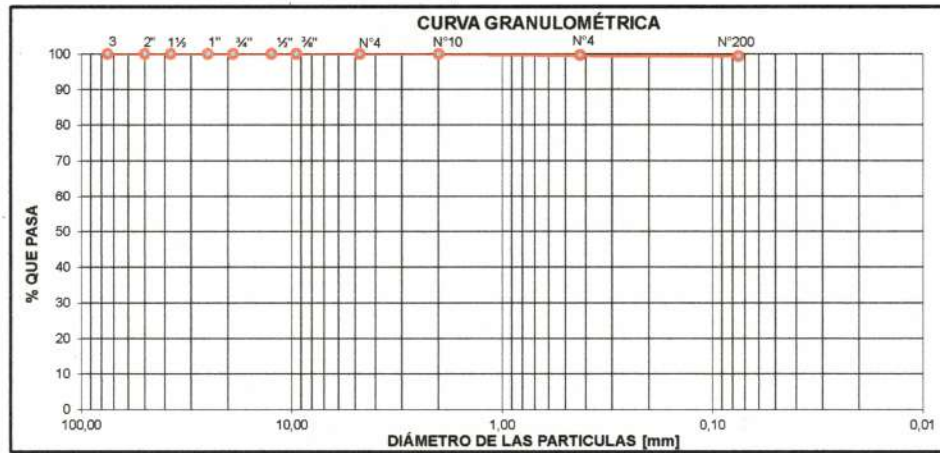 CURVA GRANULOMÉTRICA
3 2" 1½ 1" ¾" ½" ⅜" N°4 N°10 N°4 N°200
100
90
80
70
60
50
40
30
20
10
0
% QUE PASA
100,00 10,00 1,00 0,10 0,01
DIÁMETRO DE LAS PARTICULAS [mm]